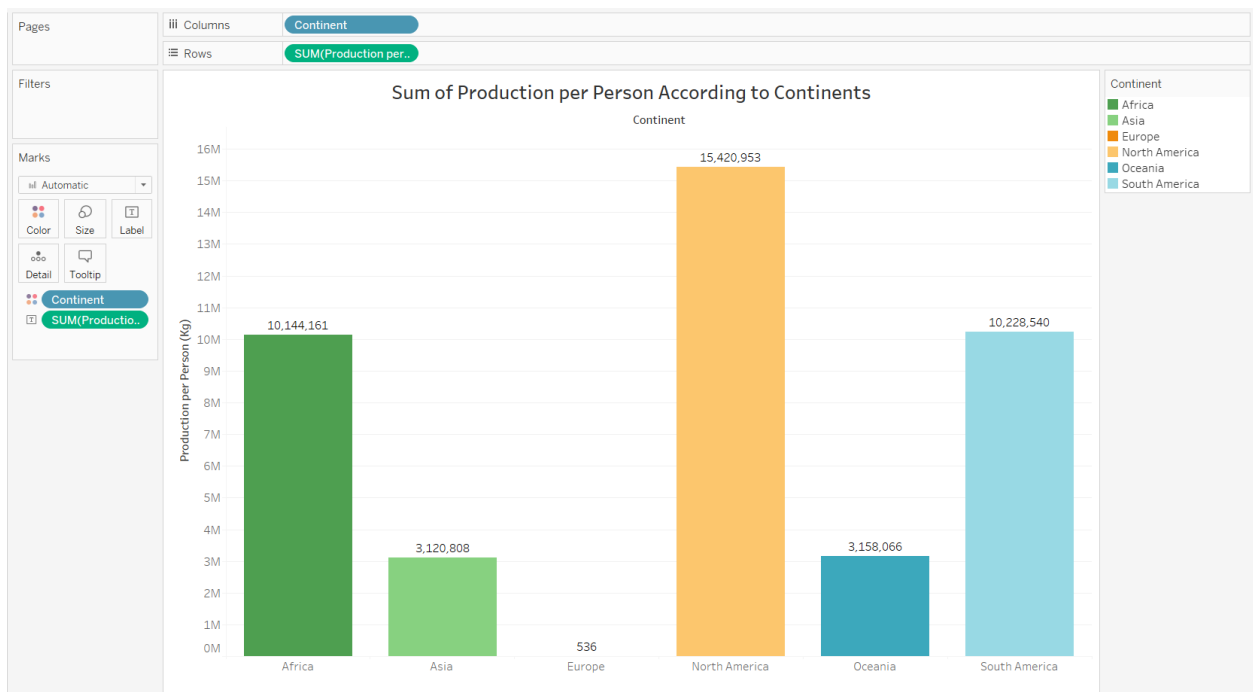 Pages
Columns
Continent
Rows
SUM(Production per..
Filters
Marks
Automatic
Color
Size
Label
Detail
Tooltip
Continent
SUM(Productio..
Sum of Production per Person According to Continents
Continent
Production per Person (Kg)
16M
15M
14M
13M
12M
11M
10M
9M
8M
7M
6M
5M
4M
3M
2M
1M
0M
10,144,161
3,120,808
536
15,420,953
3,158,066
10,228,540
Africa
Asia
Europe
North America
Oceania
South America
Continent
Africa
Asia
Europe
North America
Oceania
South America